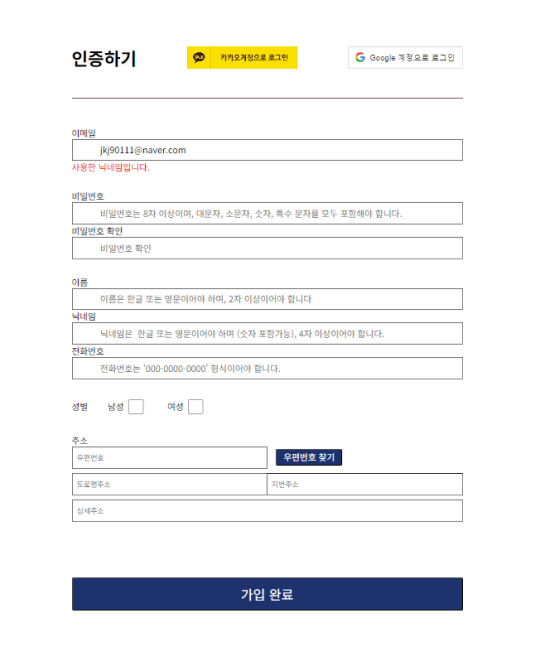 인증하기
카카오계정으로 로그인
Google 계정으로 로그인
이메일
jkj90111@naver.com
사용한 닉네임입니다.
비밀번호
비밀번호는 8자 이상이며, 대문자, 소문자, 숫자, 특수 문자를 모두 포함해야 합니다.
비밀번호 확인
비밀번호 확인
이름
이름은 한글 또는 영문이어야 하며, 2자 이상이어야 합니다
닉네임
닉네임은 한글 또는 영문이어야 하며 (숫자 포함가능), 4자 이상이어야 합니다.
전화번호
전화번호는 '000-0000-0000' 형식이어야 합니다.
성별 남성 여성
주소
우편번호
우편번호 찾기
도로명주소
지번주소
상세주소
가입 완료